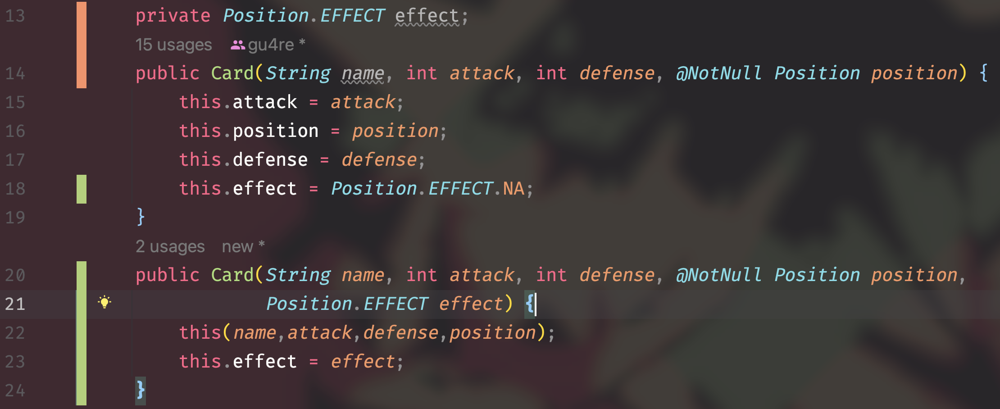 13 private Position.EFFECT effect;
15 usages gu4re *
14 public Card(String name, int attack, int defense, @NotNull Position position) {
15 this.attack = attack;
16 this.position = position;
17 this.defense = defense;
18 this.effect = Position.EFFECT.NA;
19 }
2 usages new *
20 public Card(String name, int attack, int defense, @NotNull Position position,
21 Position.EFFECT effect) {
22 this(name,attack,defense,position);
23 this.effect = effect;
24 }